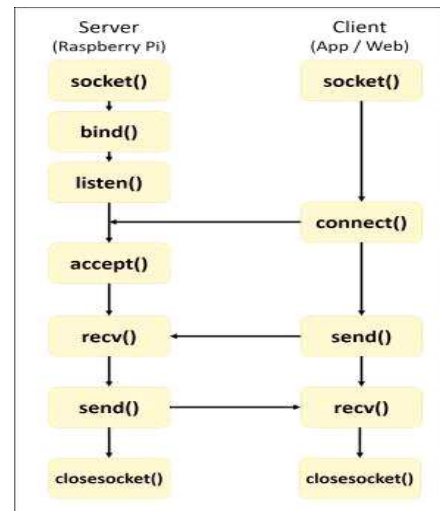 Server
(Raspberry Pi)
socket()
bind()
listen()
accept()
recv()
send()
closesocket()
Client
(App / Web)
socket()
connect()
send()
recv()
closesocket()